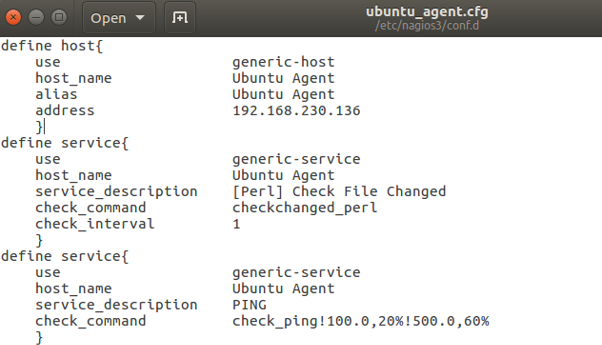 Open
ubuntu_agent.cfg
/etc/nagios3/conf.d
define host{
    use                     generic-host
    host_name               Ubuntu Agent
    alias                   Ubuntu Agent
    address                 192.168.230.136
    }
define service{
    use                     generic-service
    host_name               Ubuntu Agent
    service_description     [Perl] Check File Changed
    check_command           checkchanged_perl
    check_interval          1
    }
define service{
    use                     generic-service
    host_name               Ubuntu Agent
    service_description     PING
    check_command           check_ping!100.0,20%!500.0,60%
    }